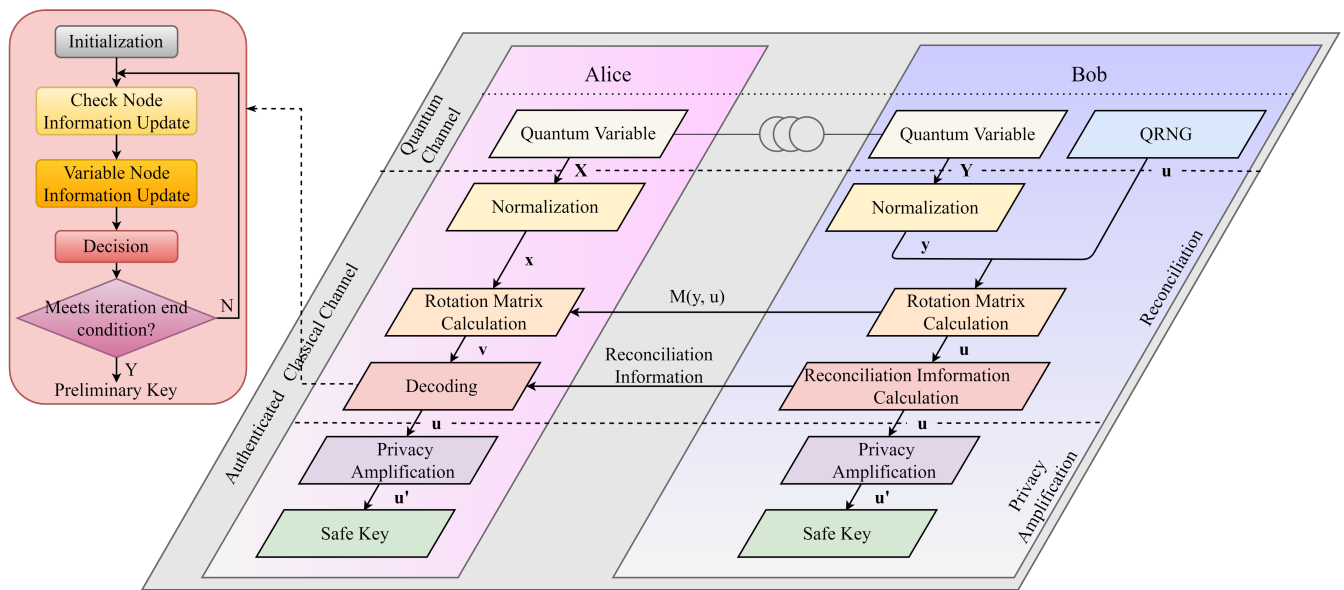 Initialization
Check Node
Information Update
Variable Node
Information Update
Decision
Meets iteration end
condition?
N
Y
Preliminary Key
Quantum
Channel
Authenticated Classical Channel
Alice
Quantum Variable
X
Normalization
x
Rotation Matrix
Calculation
v
Decoding
u
Privacy
Amplification
u'
Safe Key
M(y, u)
Reconciliation
Information
Bob
Quantum Variable
QRNG
Y
u
Normalization
y
Rotation Matrix
Calculation
u
Reconciliation Imformation
Calculation
u
Privacy
Amplification
u'
Safe Key
Reconciliation
Privacy
Amplification